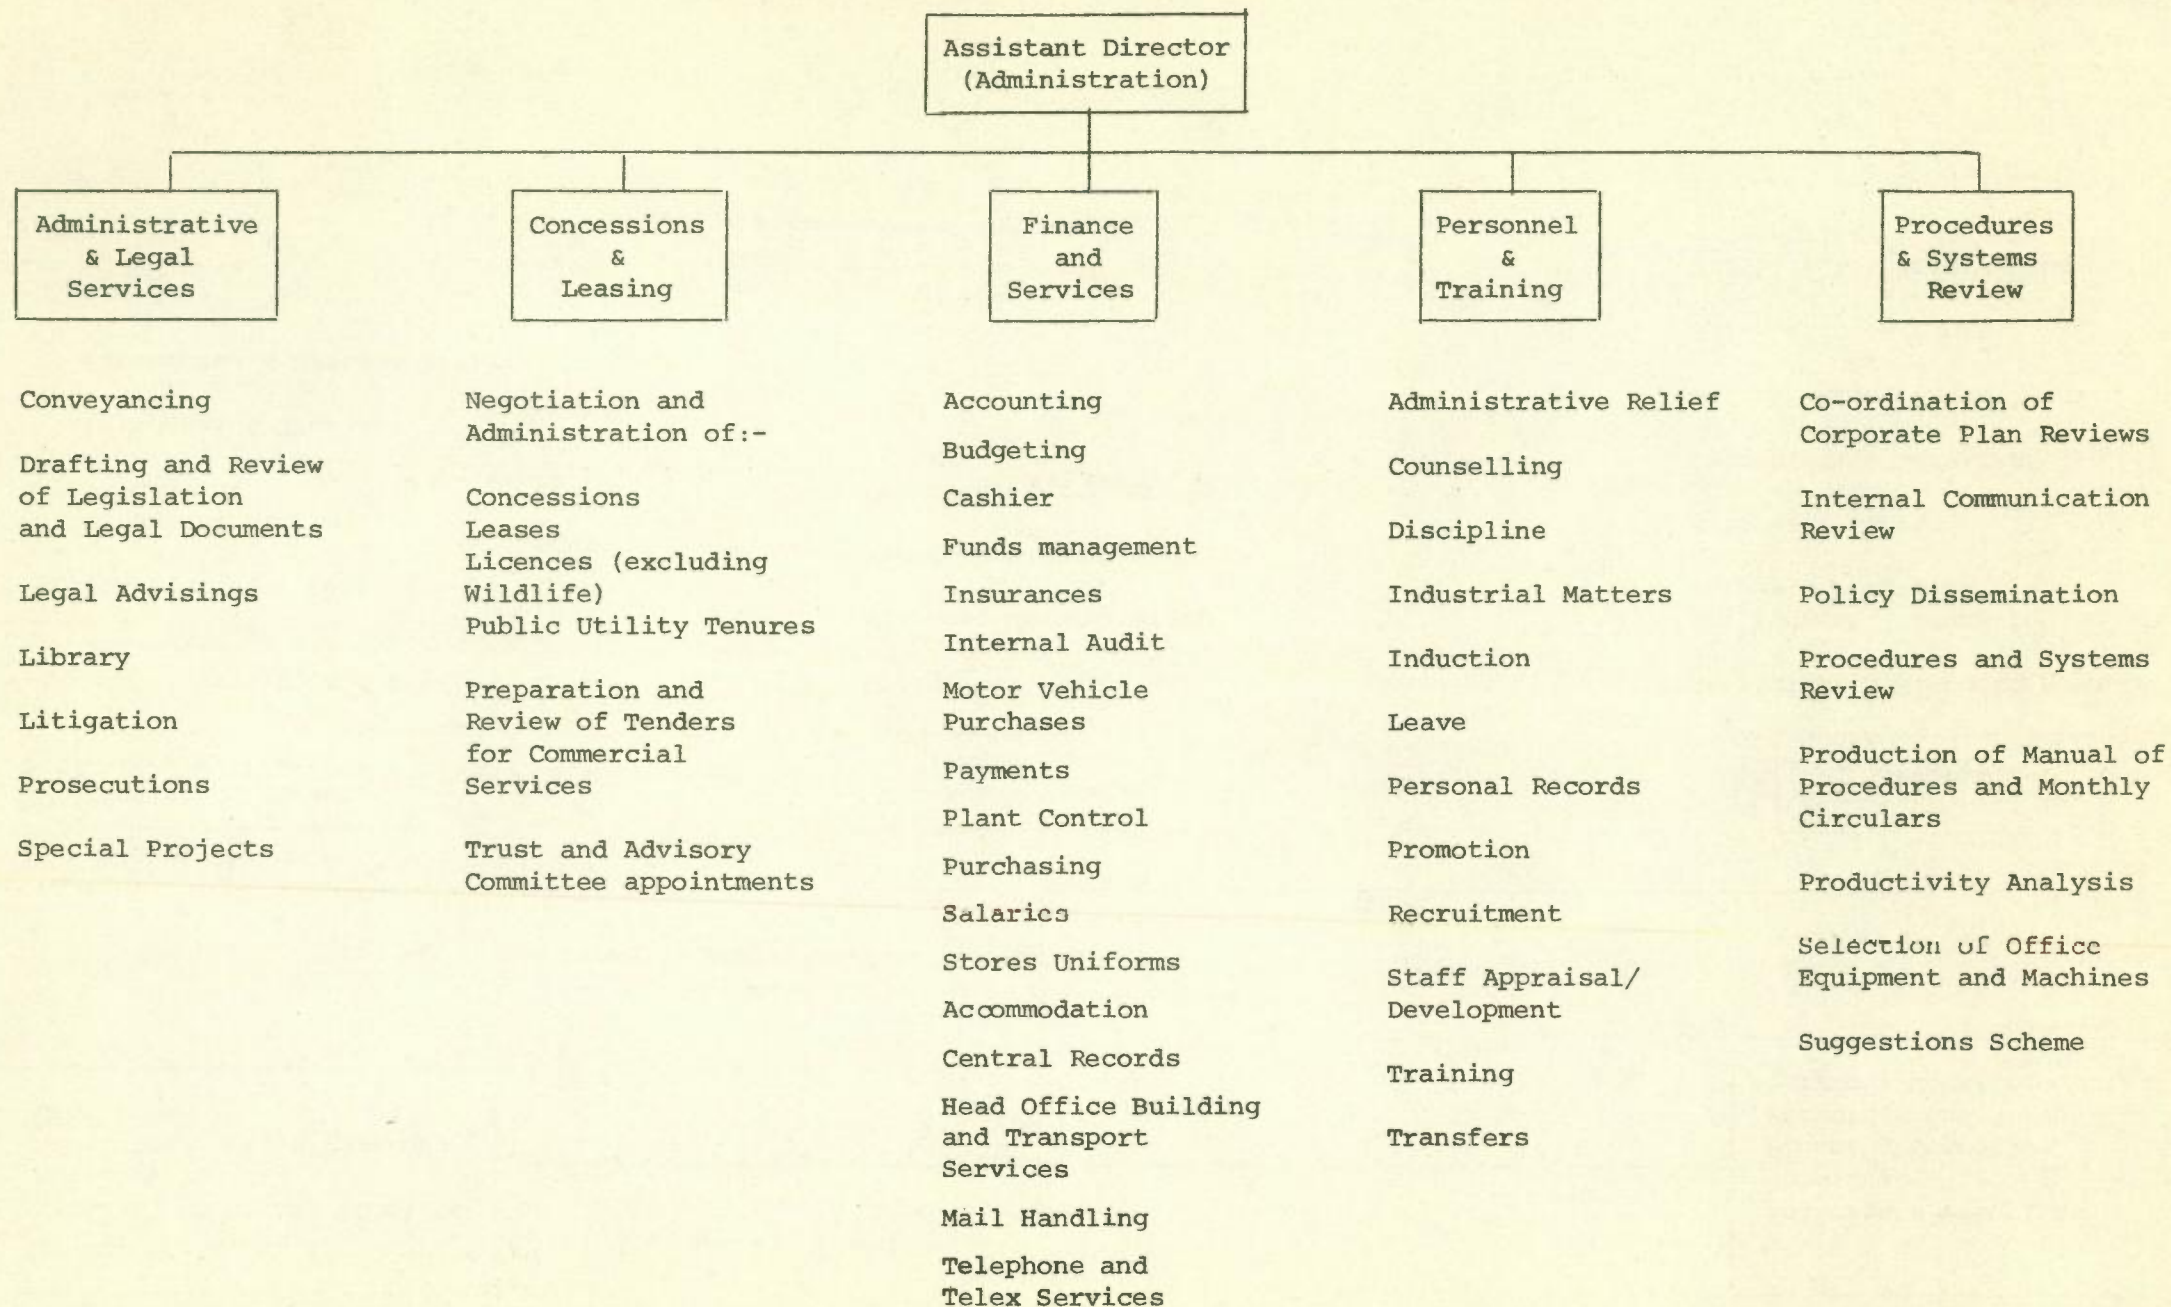 Assistant Director
(Administration)
Administrative
& Legal
Services
Concessions
&
Leasing
Finance
and
Services
Personnel
&
Training
Procedures
& Systems
Review
Conveyancing
Drafting and Review
of Legislation
and Legal Documents
Legal Advisings
Library
Litigation
Prosecutions
Special Projects
Negotiation and
Administration of:-
Concessions
Leases
Licences (excluding
Wildlife)
Public Utility Tenures
Preparation and
Review of Tenders
for Commercial
Services
Trust and Advisory
Committee appointments
Accounting
Budgeting
Cashier
Funds management
Insurances
Internal Audit
Motor Vehicle
Purchases
Payments
Plant Control
Purchasing
Salaries
Stores Uniforms
Accommodation
Central Records
Head Office Building
and Transport
Services
Mail Handling
Telephone and
Telex Services
Administrative Relief
Counselling
Discipline
Industrial Matters
Induction
Leave
Personal Records
Promotion
Recruitment
Staff Appraisal/
Development
Training
Transfers
Co-ordination of
Corporate Plan Reviews
Internal Communication
Review
Policy Dissemination
Procedures and Systems
Review
Production of Manual of
Procedures and Monthly
Circulars
Productivity Analysis
Selection of Office
Equipment and Machines
Suggestions Scheme